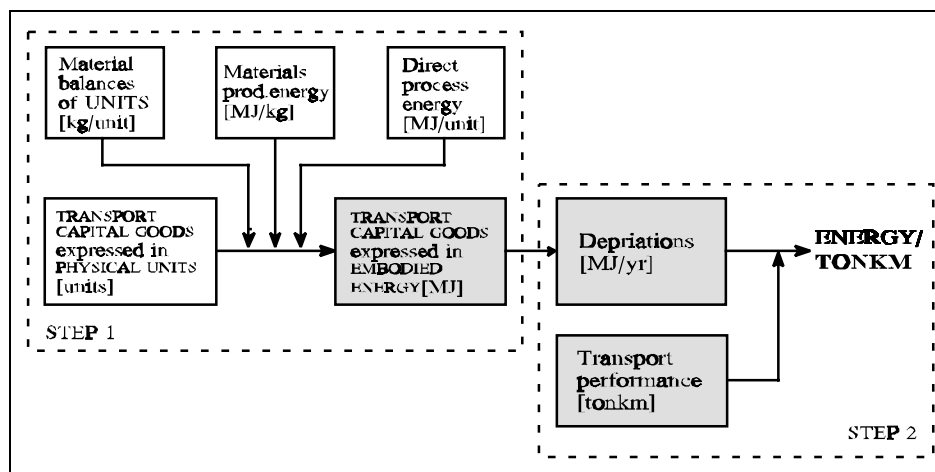 Material
balances
of UNITS
[kg/unit]
Materials
prod.energy
[MJ/kg]
Direct
process
energy
[MJ/unit]
TRANSPORT
CAPITAL GOODS
expressed in
PHYSICAL UNITS
[units]
TRANSPORT
CAPITAL GOODS
expressed in
EMBODIED
ENERGY[MJ]
STEP 1
Depriations
[MJ/yr]
ENERGY/
TONKM
Transport
performance
[tonkm]
STEP 2